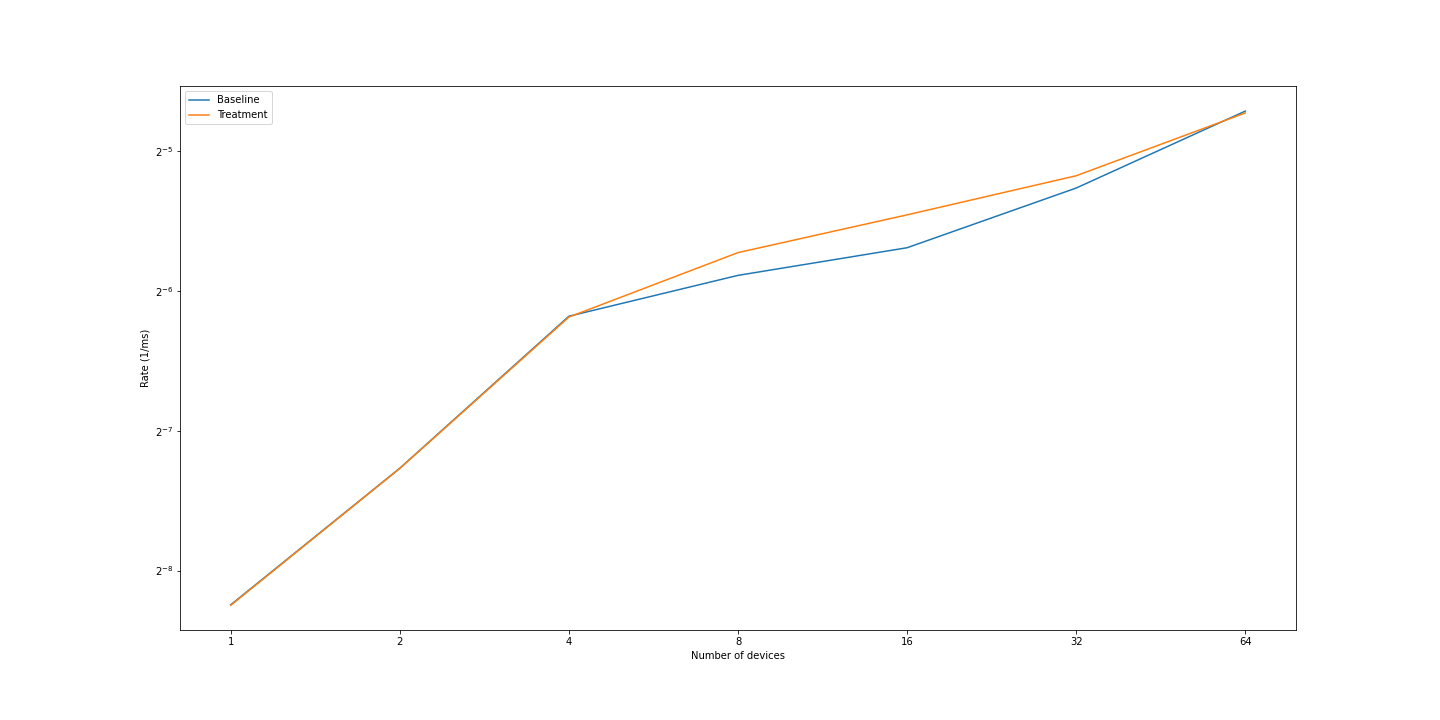 Baseline
Treatment
2⁻⁵
2⁻⁶
2⁻⁷
2⁻⁸
Rate (1/ms)
1 2 4 8 16 32 64
Number of devices